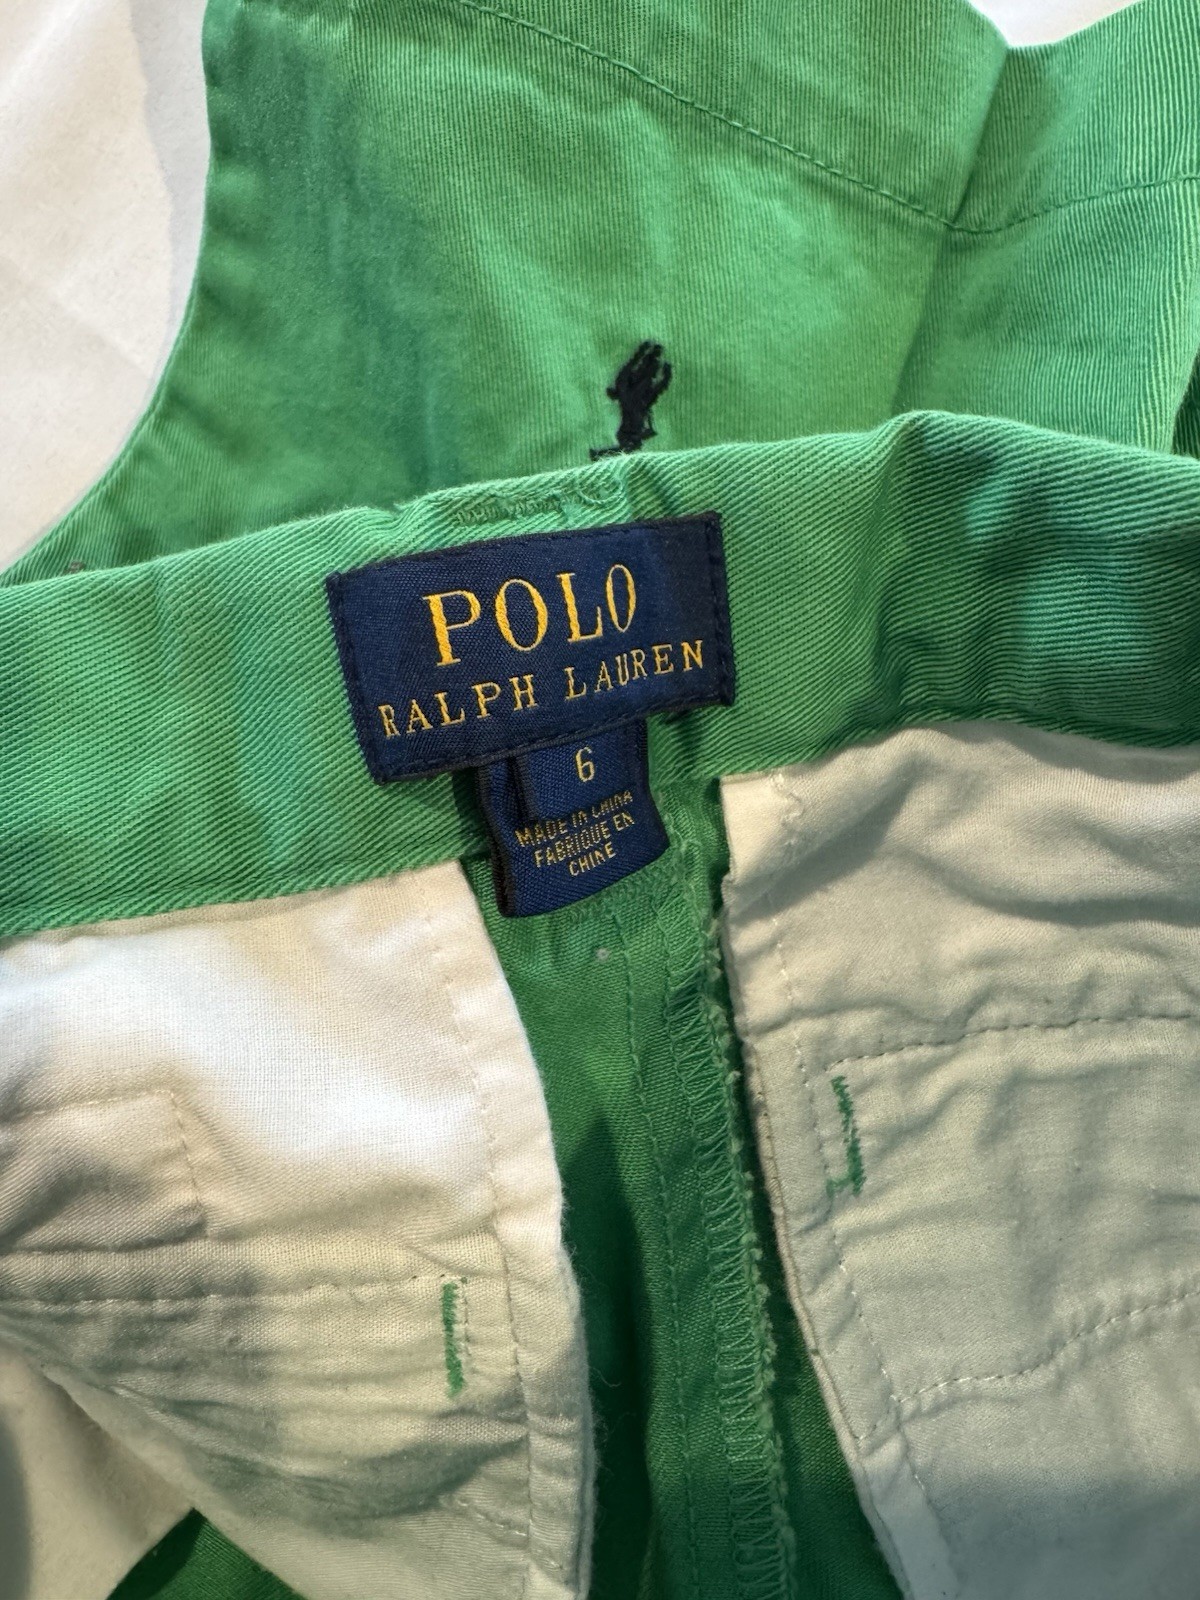 POLO
RALPH LAUREN
6
MADE IN CHINA
FABRIQUE EN
CHINE